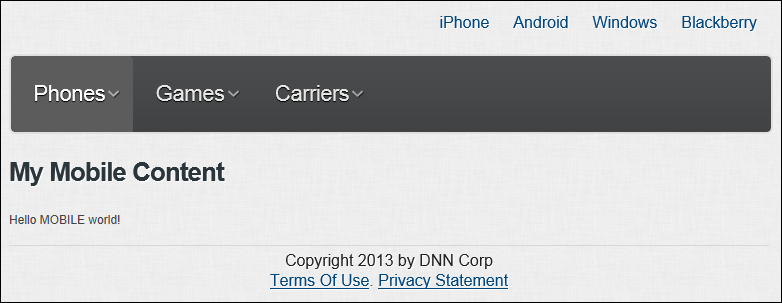 iPhone Android Windows Blackberry
Phones Games Carriers
My Mobile Content
Hello MOBILE world!
Copyright 2013 by DNN Corp
Terms Of Use. Privacy Statement